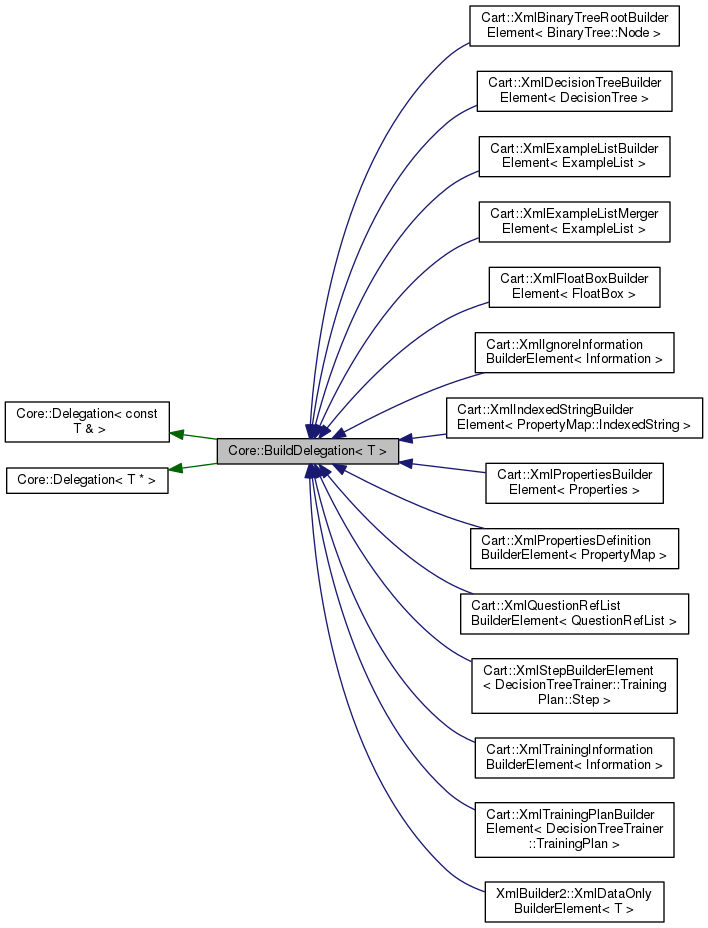 Cart::XmlBinaryTreeRootBuilder
Element< BinaryTree::Node >
Cart::XmlDecisionTreeBuilder
Element< DecisionTree >
Cart::XmlExampleListBuilder
Element< ExampleList >
Cart::XmlExampleListMerger
Element< ExampleList >
Cart::XmlFloatBoxBuilder
Element< FloatBox >
Cart::XmlIgnoreInformation
BuilderElement< Information >
Core::Delegation< const
T & >
Core::Delegation< T * >
Core::BuildDelegation< T >
Cart::XmlIndexedStringBuilder
Element< PropertyMap::IndexedString >
Cart::XmlPropertiesBuilder
Element< Properties >
Cart::XmlPropertiesDefinition
BuilderElement< PropertyMap >
Cart::XmlQuestionRefList
BuilderElement< QuestionRefList >
Cart::XmlStepBuilderElement
< DecisionTreeTrainer::Training
Plan::Step >
Cart::XmlTrainingInformation
BuilderElement< Information >
Cart::XmlTrainingPlanBuilder
Element< DecisionTreeTrainer
::TrainingPlan >
XmlBuilder2::XmlDataOnly
BuilderElement< T >